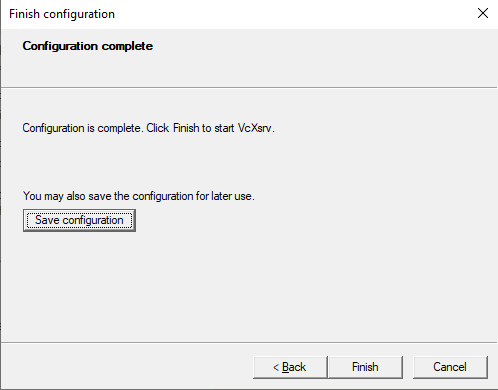 Finish configuration
Configuration complete
Configuration is complete. Click Finish to start VcXsrv.
You may also save the configuration for later use.
Save configuration
< Back
Finish
Cancel